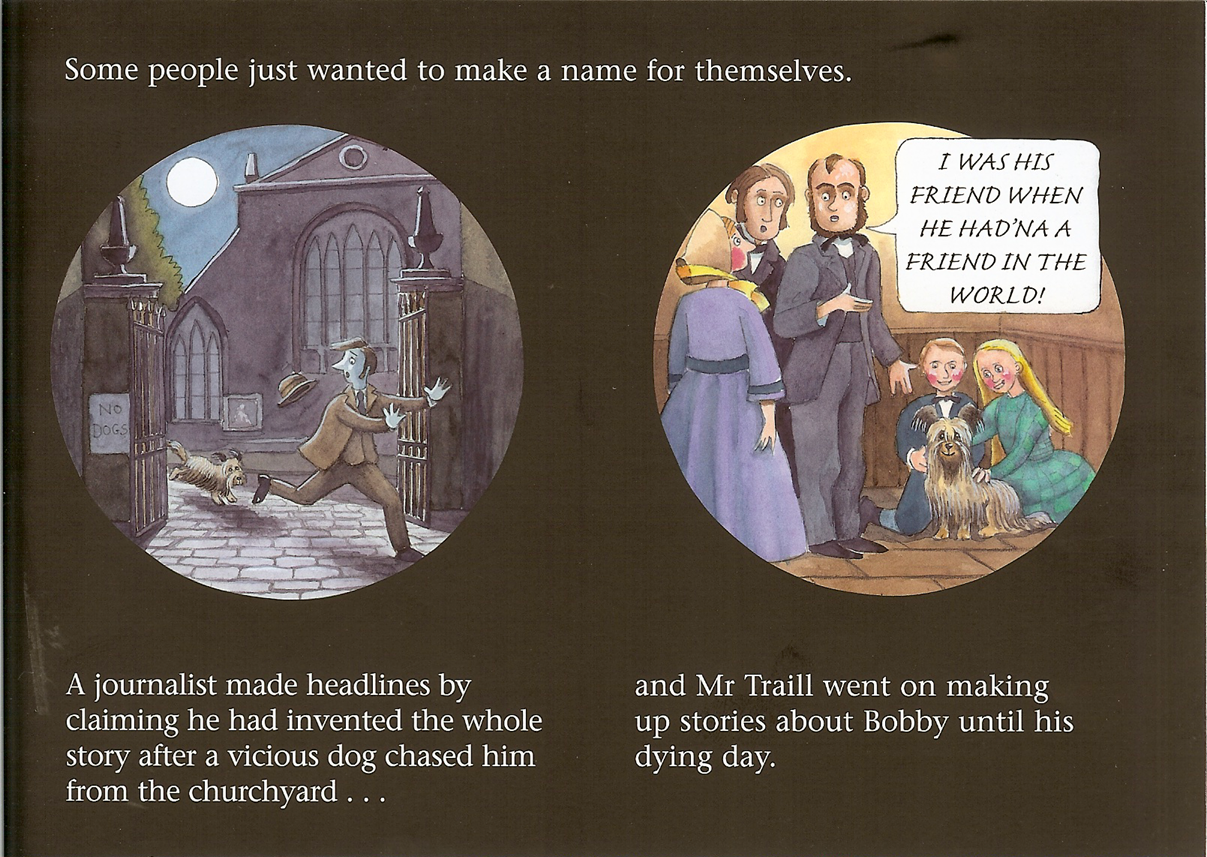 Some people just wanted to make a name for themselves.
NO
DOGS
I WAS HIS
FRIEND WHEN
HE HAD'NA A
FRIEND IN THE
WORLD!
A journalist made headlines by
claiming he had invented the whole
story after a vicious dog chased him
from the churchyard . . .
and Mr Traill went on making
up stories about Bobby until his
dying day.